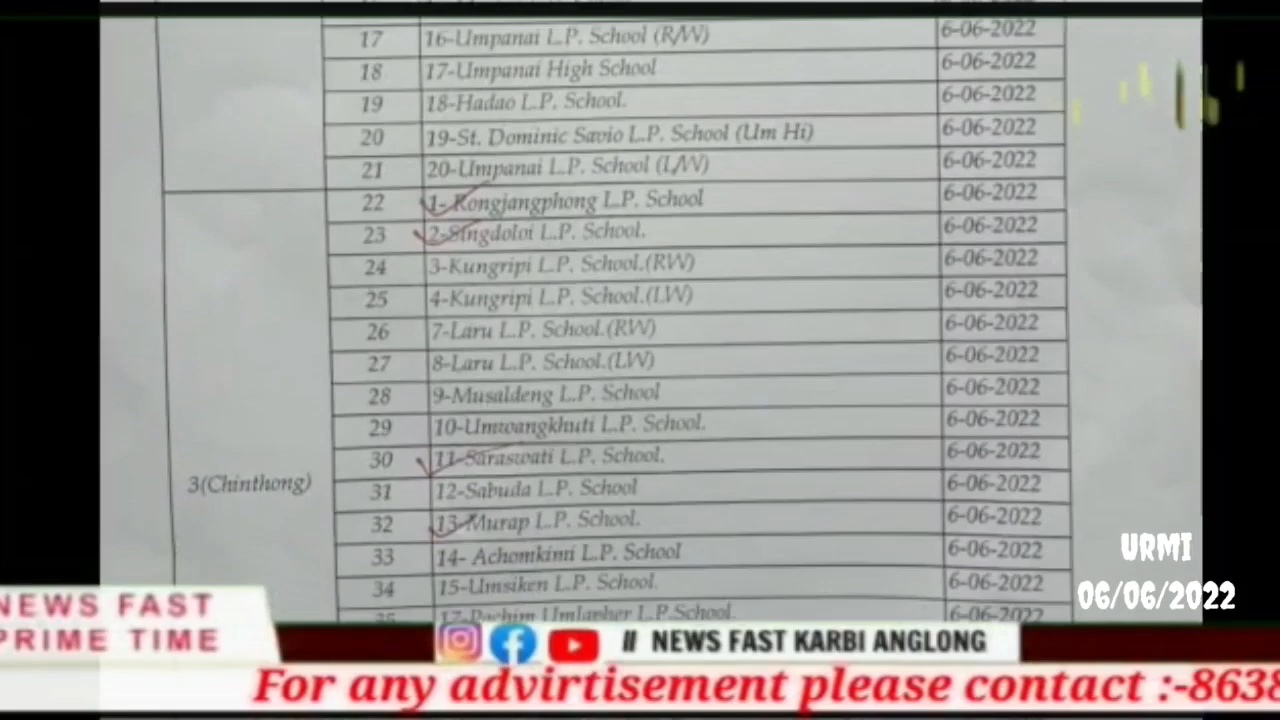 17 16-Umpanai L.P. School (R/W) 6-06-2022
18 17-Umpanai High School 6-06-2022
19 18-Hadao L.P. School. 6-06-2022
20 19-St. Dominic Savio L.P. School (Um Hi) 6-06-2022
21 20-Umpanai L.P. School (L/W) 6-06-2022
22 1- Rongjangphong L.P. School 6-06-2022
23 2-Singdoloi L.P. School. 6-06-2022
24 3-Kungripi L.P. School.(RW) 6-06-2022
25 4-Kungripi L.P. School.(LW) 6-06-2022
26 7-Laru L.P. School.(RW) 6-06-2022
27 8-Laru L.P. School.(LW) 6-06-2022
28 9-Musaldeng L.P. School 6-06-2022
29 10-Umwangkhuti L.P. School. 6-06-2022
30 11-Saraswati L.P. School. 6-06-2022
3(Chinthong)
31 12-Sabuda L.P. School 6-06-2022
32 13-Murap L.P. School. 6-06-2022
33 14- Achomkimi L.P. School 6-06-2022
34 15-Umsiken L.P. School. 6-06-2022
L.P.School. 6-06-2022
URMI
06/06/2022
NEWS FAST
PRIME TIME
// NEWS FAST KARBI ANGLONG
For any advirtisement please contact :-8638